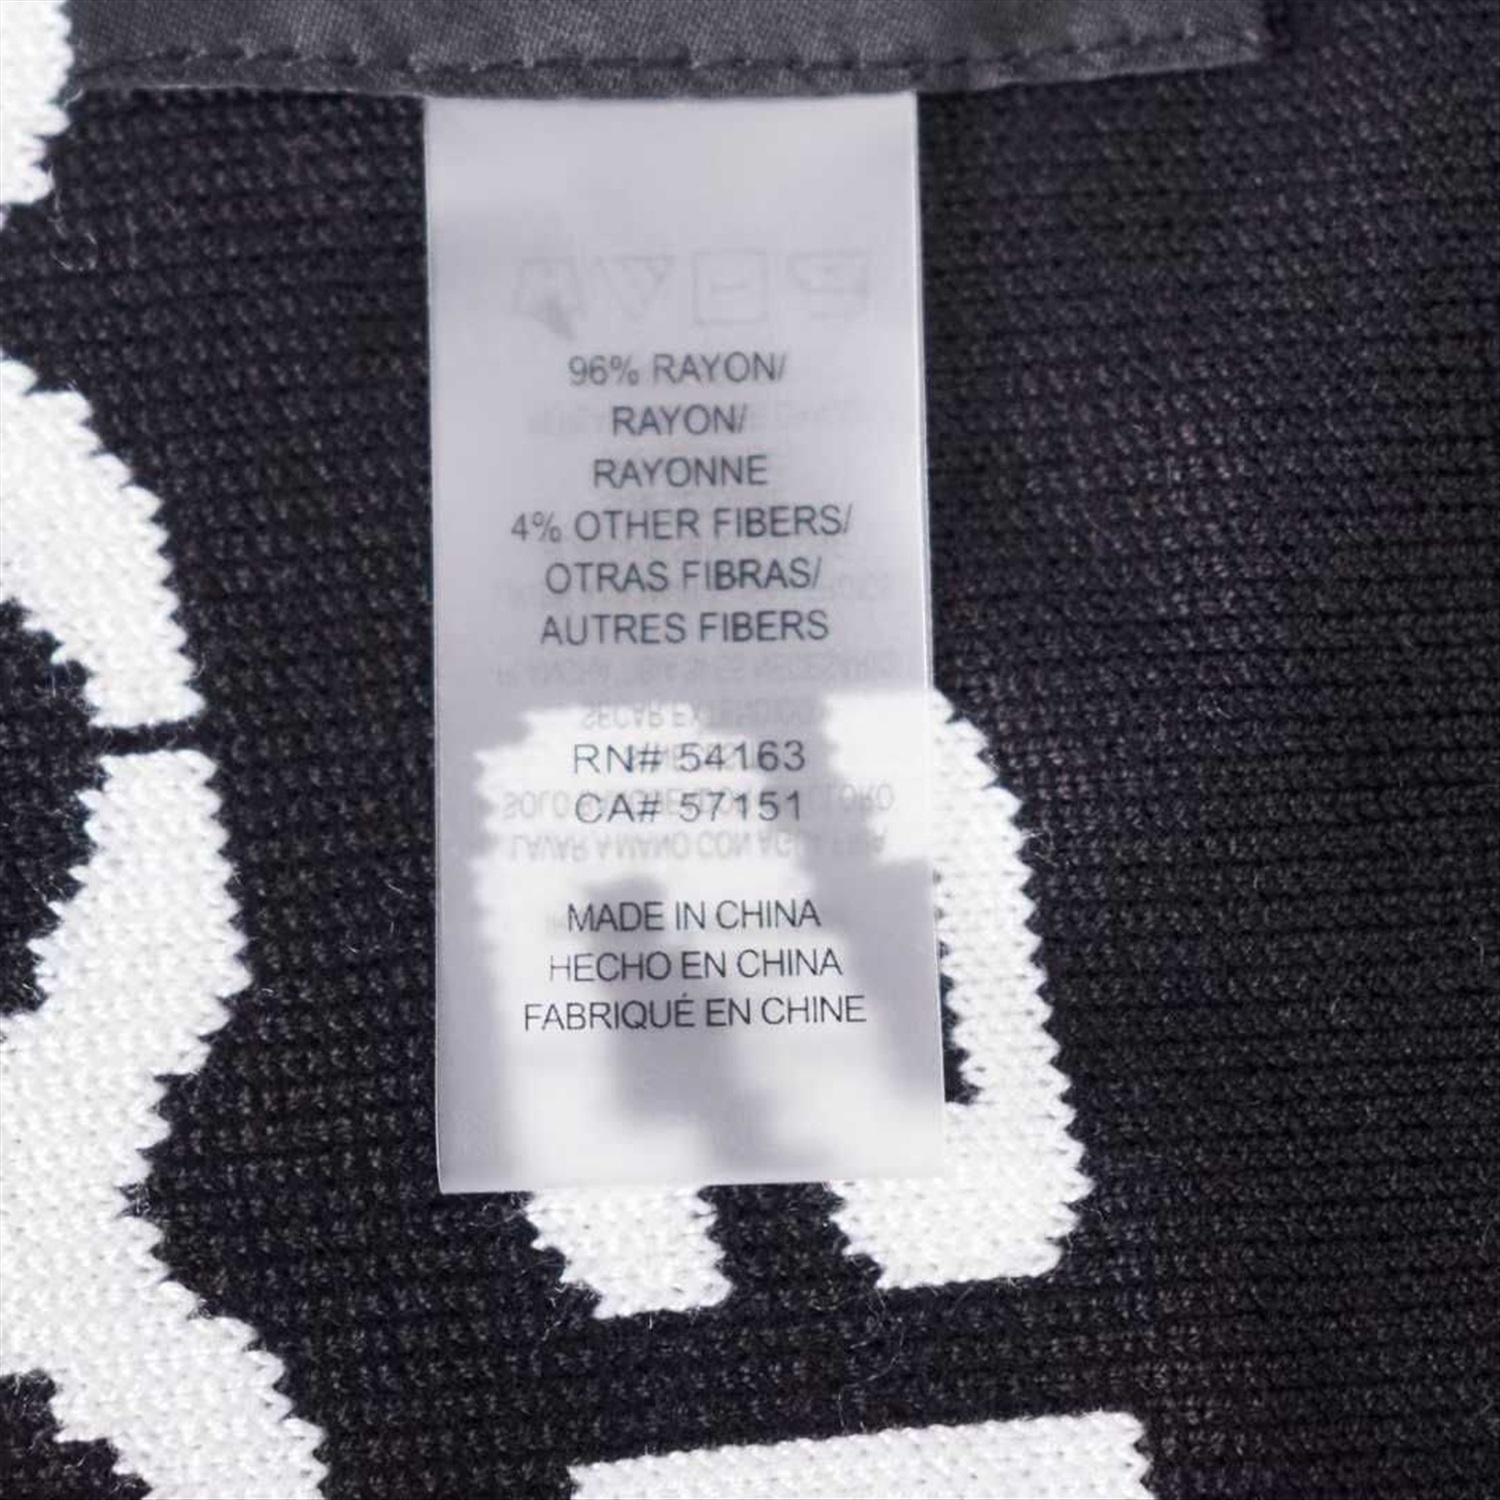 96% RAYON/
RAYON/
RAYONNE
4% OTHER FIBERS/
OTRAS FIBRAS/
AUTRES FIBERS
RN# 54163
CA# 57151
MADE IN CHINA
HECHO EN CHINA
FABRIQUÉ EN CHINE